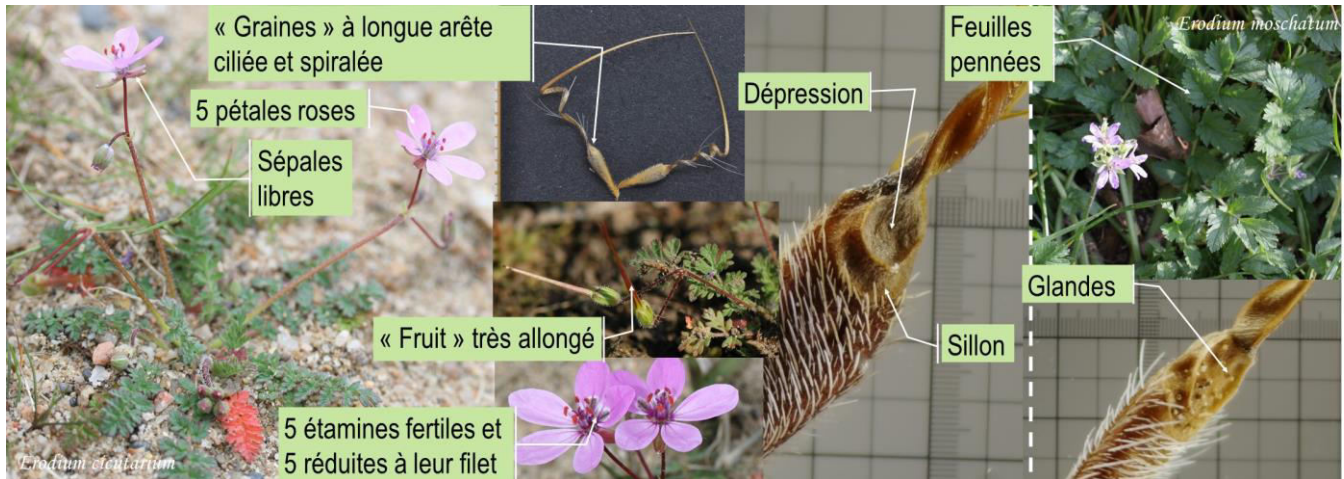 « Graines » à longue arête
ciliée et spiralée
5 pétales roses
Sépales
libres
« Fruit » très allongé
5 étamines fertiles et
5 réduites à leur filet
Erodium cicutarium
Dépression
Sillon
Feuilles
pennées
Erodium moschatum
Glandes